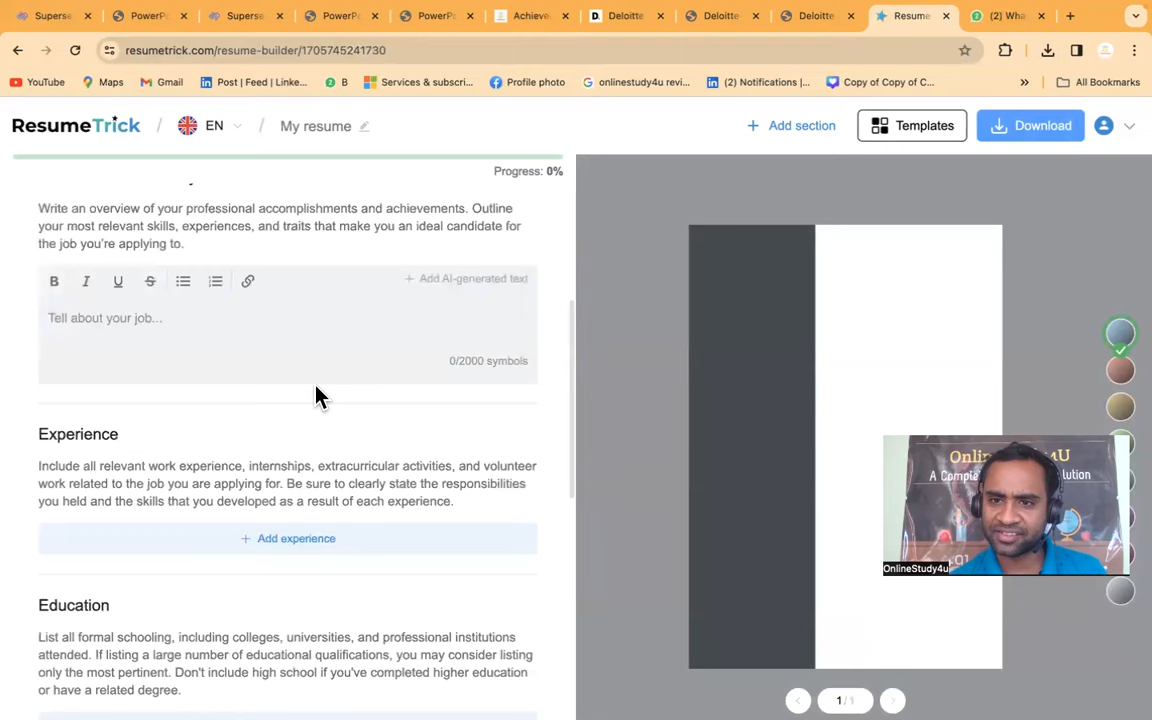 Superse
PowerPo
Superse
PowerPo
PowerPo
Achieve
Deloitte
Deloitte
Deloitte
Resume
(2) Wha
resumetrick.com/resume-builder/1705745241730
YouTube
Maps
Gmail
Post | Feed | Linke...
B
Services & subscri...
Profile photo
onlinestudy4u revi...
(2) Notifications |...
Copy of Copy of C...
All Bookmarks
ResumeTrick / EN / My resume
Add section
Templates
Download
Progress: 0%
Write an overview of your professional accomplishments and achievements. Outline
your most relevant skills, experiences, and traits that make you an ideal candidate for
the job you're applying to.
B I U S
+ Add AI-generated text
Tell about your job...
0/2000 symbols
Experience
Include all relevant work experience, internships, extracurricular activities, and volunteer
work related to the job you are applying for. Be sure to clearly state the responsibilities
you held and the skills that you developed as a result of each experience.
+ Add experience
Education
List all formal schooling, including colleges, universities, and professional institutions
attended. If listing a large number of educational qualifications, you may consider listing
only the most pertinent. Don't include high school if you've completed higher education
or have a related degree.
OnlineStudy4u
1/1